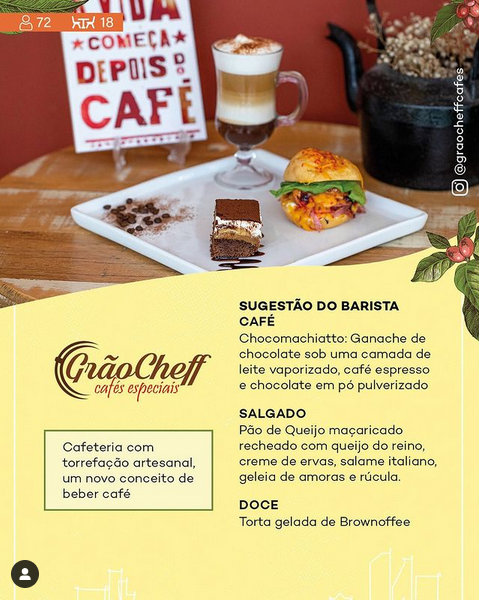 72
18
A VIDA
COMEÇA
DEPOIS DO
CAFÉ
@graocheffcafes
GrãoCheff
cafés especiais
Cafeteria com
torrefação artesanal,
um novo conceito de
beber café
SUGESTÃO DO BARISTA
CAFÉ
Chocomachiatto: Ganache de
chocolate sob uma camada de
leite vaporizado, café espresso
e chocolate em pó pulverizado
SALGADO
Pão de Queijo maçaricado
recheado com queijo do reino,
creme de ervas, salame italiano,
geleia de amoras e rúcula.
DOCE
Torta gelada de Brownoffee